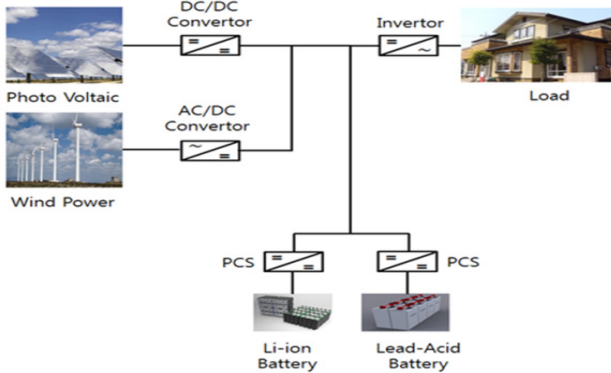 DC/DC
Convertor
Invertor
Photo Voltaic
Load
AC/DC
Convertor
Wind Power
PCS
PCS
Li-ion
Battery
Lead-Acid
Battery